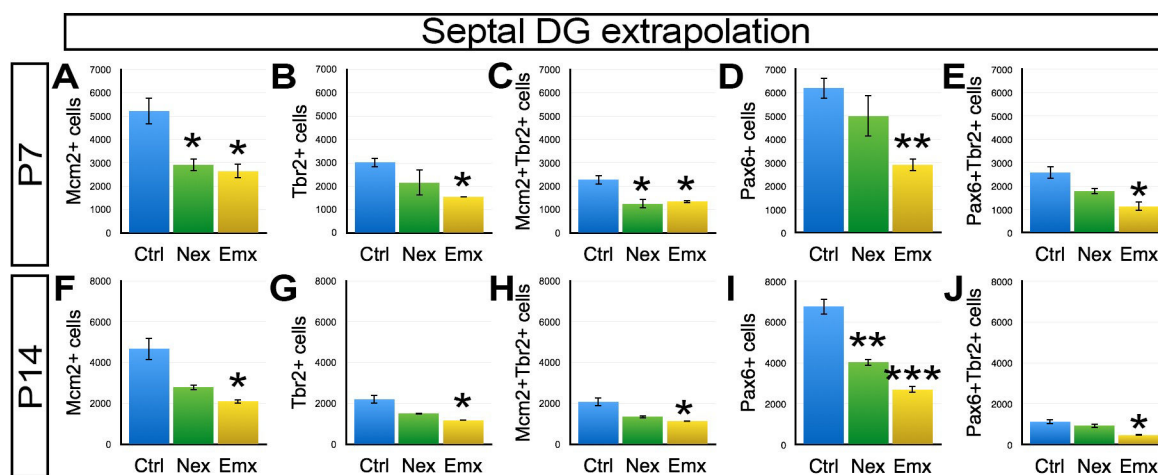 Septal DG extrapolation
P7
A
Mcm2+ cells
7000
6000
5000
4000
3000
2000
1000
0
* *
Ctrl Nex Emx
B
Tbr2+ cells
7000
6000
5000
4000
3000
2000
1000
0
*
Ctrl Nex Emx
C
Mcm2+Tbr2+ cells
7000
6000
5000
4000
3000
2000
1000
0
* *
Ctrl Nex Emx
D
Pax6+ cells
7000
6000
5000
4000
3000
2000
1000
0
**
Ctrl Nex Emx
E
Pax6+Tbr2+ cells
7000
6000
5000
4000
3000
2000
1000
0
*
Ctrl Nex Emx
P14
F
Mcm2+ cells
8000
6000
4000
2000
0
*
Ctrl Nex Emx
G
Tbr2+ cells
8000
6000
4000
2000
0
*
Ctrl Nex Emx
H
Mcm2+Tbr2+ cells
8000
6000
4000
2000
0
*
Ctrl Nex Emx
I
Pax6+ cells
8000
6000
4000
2000
0
**
***
Ctrl Nex Emx
J
Pax6+Tbr2+ cells
8000
6000
4000
2000
0
*
Ctrl Nex Emx